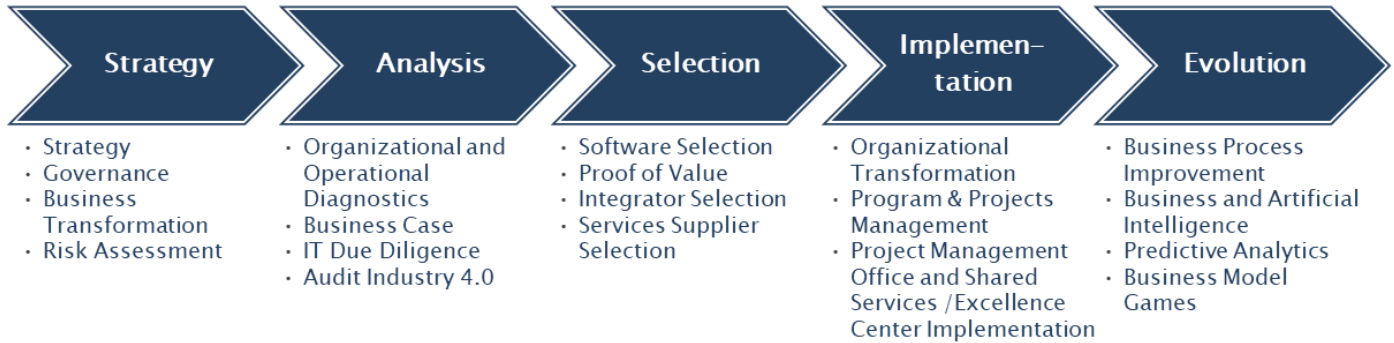 Strategy
· Strategy
· Governance
· Business
Transformation
· Risk Assessment
Analysis
· Organizational and
Operational
Diagnostics
· Business Case
· IT Due Diligence
· Audit Industry 4.0
Selection
· Software Selection
· Proof of Value
· Integrator Selection
· Services Supplier
Selection
Implemen-
tation
· Organizational
Transformation
· Program & Projects
Management
· Project Management
Office and Shared
Services /Excellence
Center Implementation
Evolution
· Business Process
Improvement
· Business and Artificial
Intelligence
· Predictive Analytics
· Business Model
Games